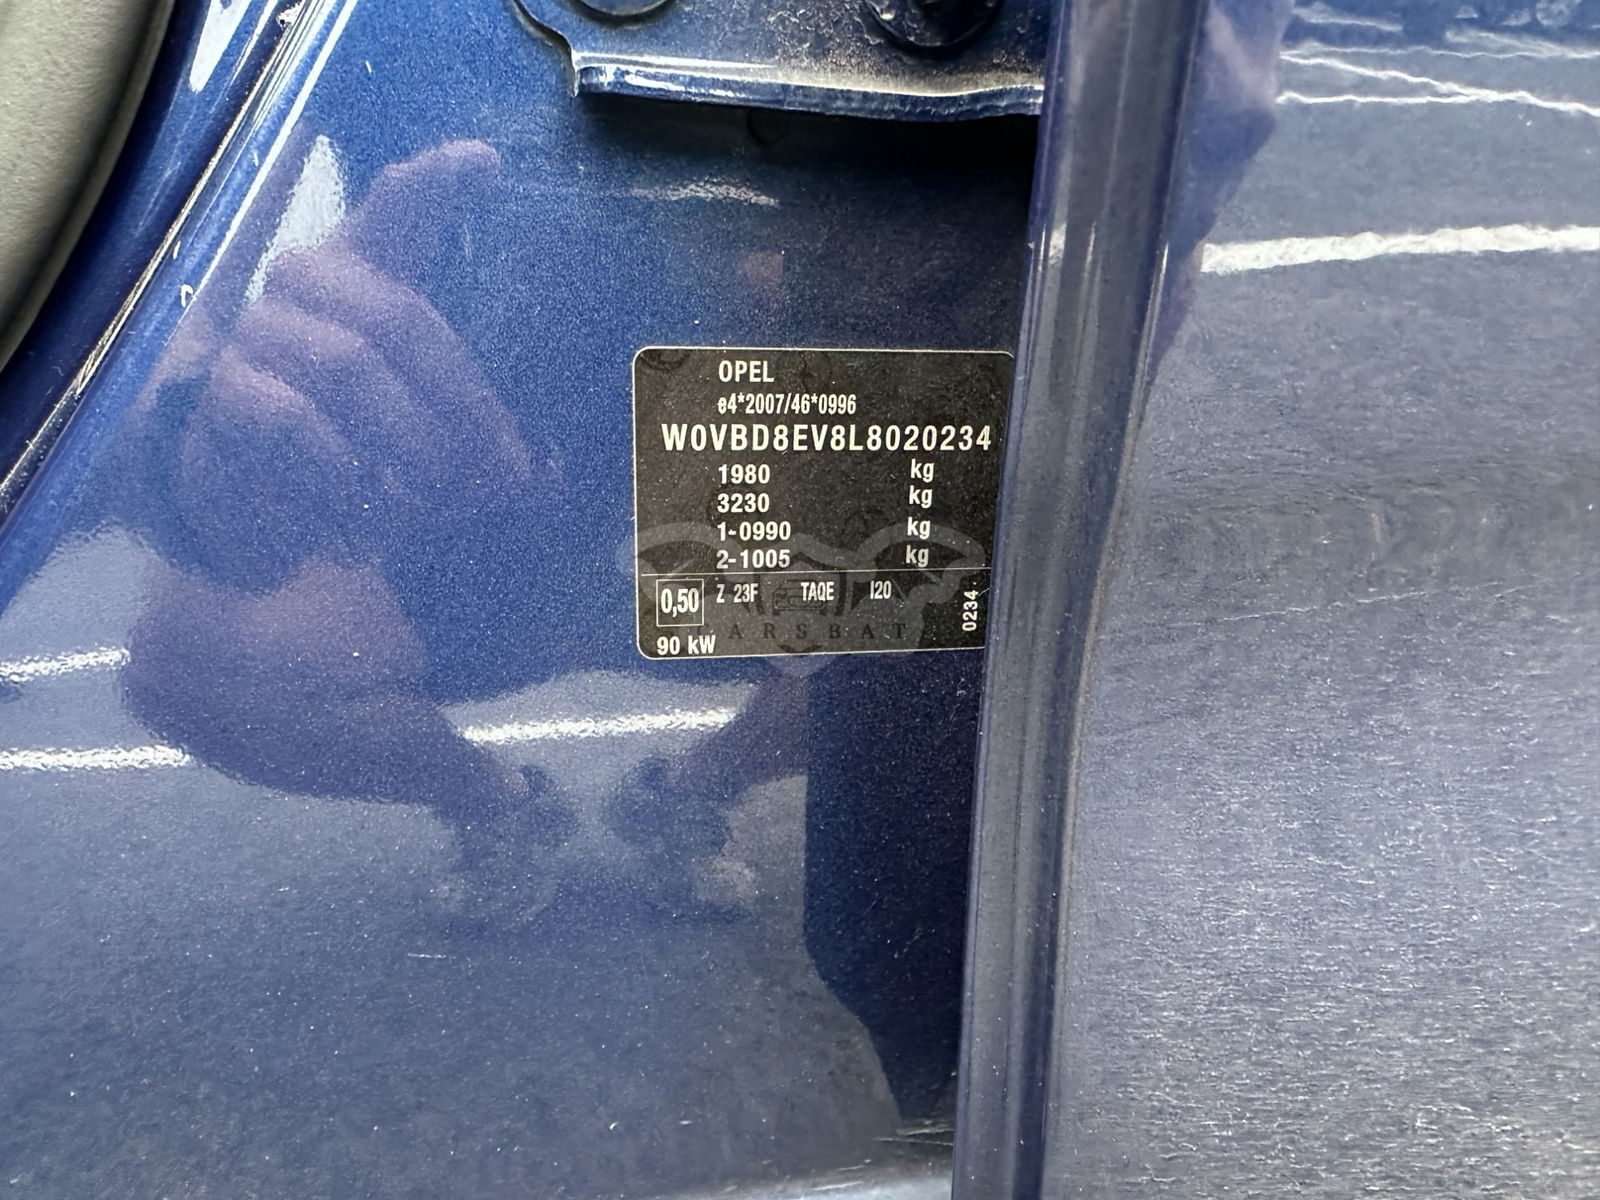 OPEL
e4*2007/46*0996
W0VBD8EV8L8020234
1980 kg
3230 kg
1-0990 kg
2-1005 kg
0,50 Z 23F TAQE I20
0234
90 kW
ARSBAT